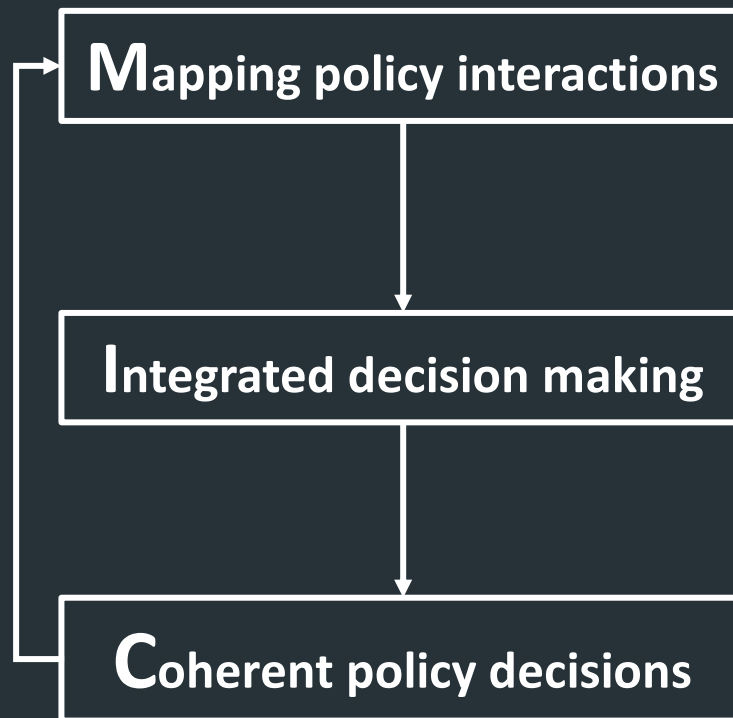 Mapping policy interactions
Integrated decision making
Coherent policy decisions